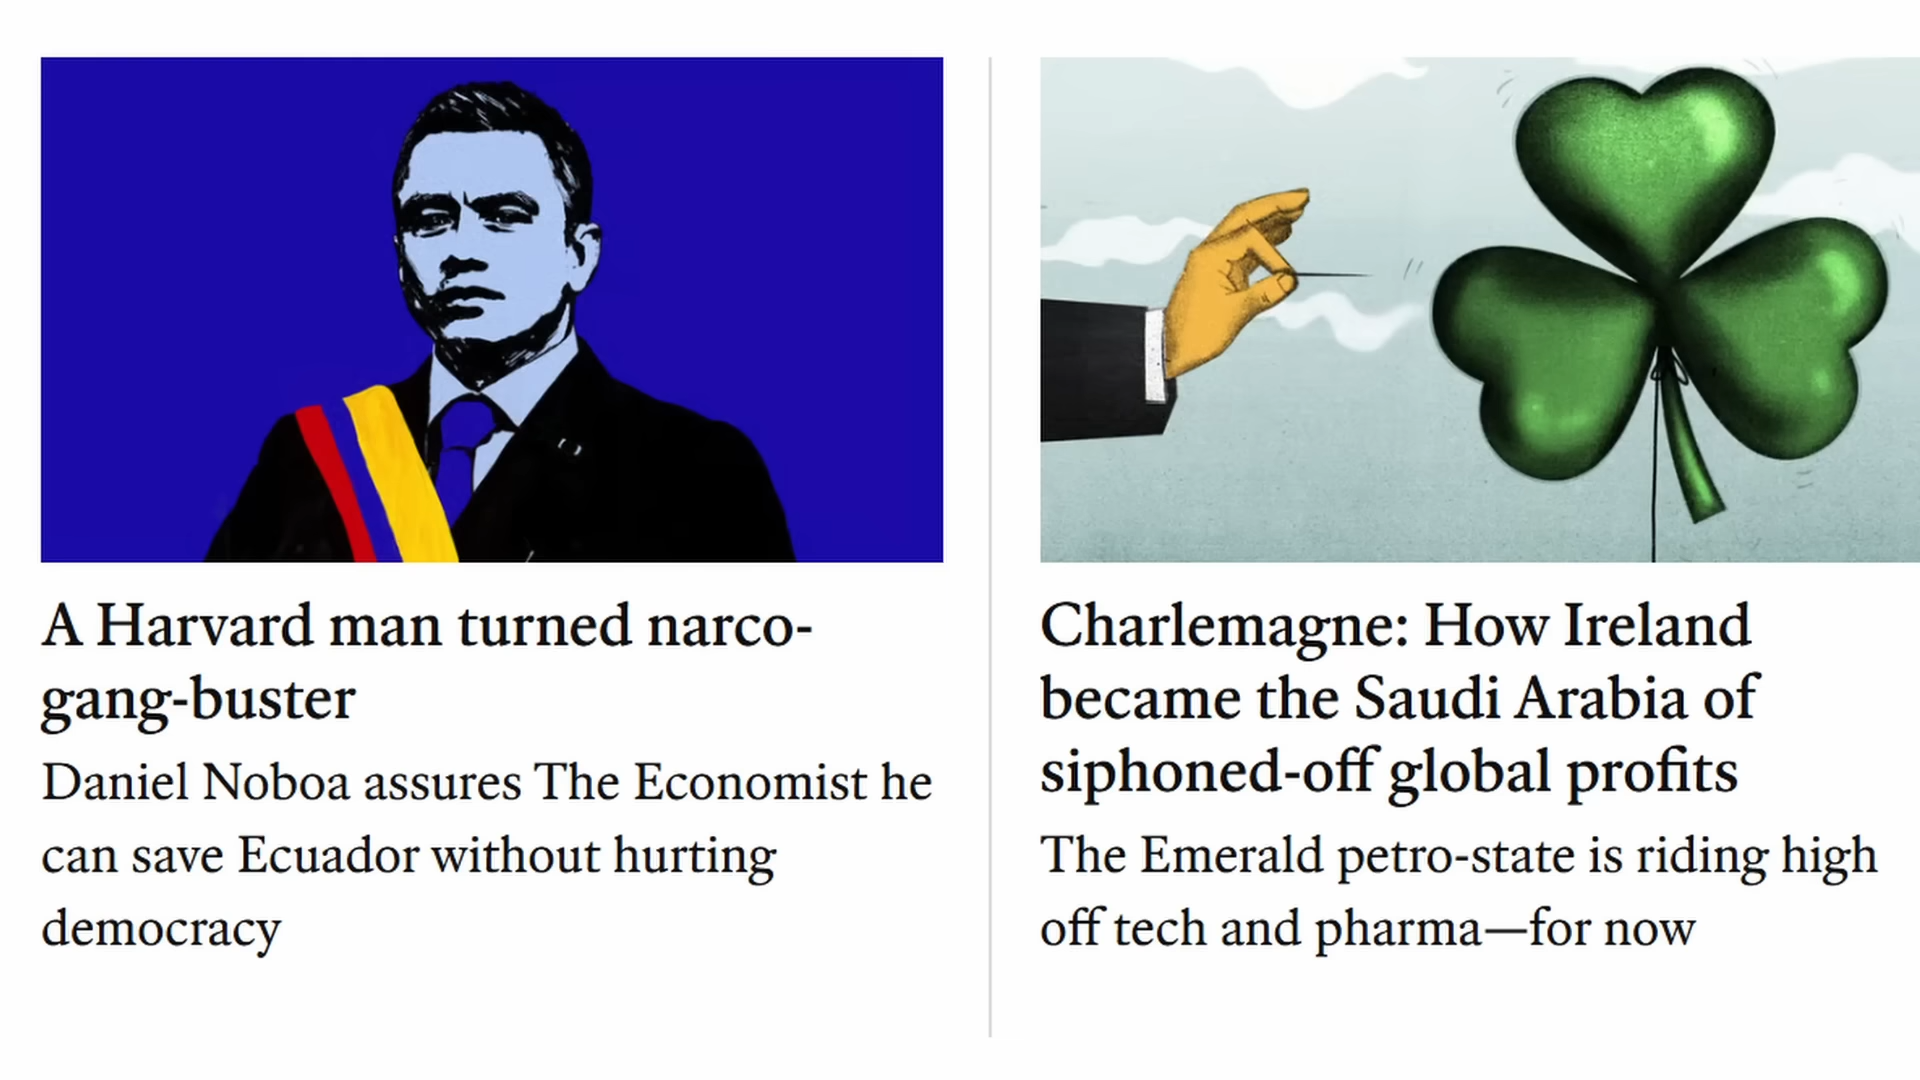 A Harvard man turned narco-
gang-buster
Daniel Noboa assures The Economist he
can save Ecuador without hurting
democracy
Charlemagne: How Ireland
became the Saudi Arabia of
siphoned-off global profits
The Emerald petro-state is riding high
off tech and pharma—for now